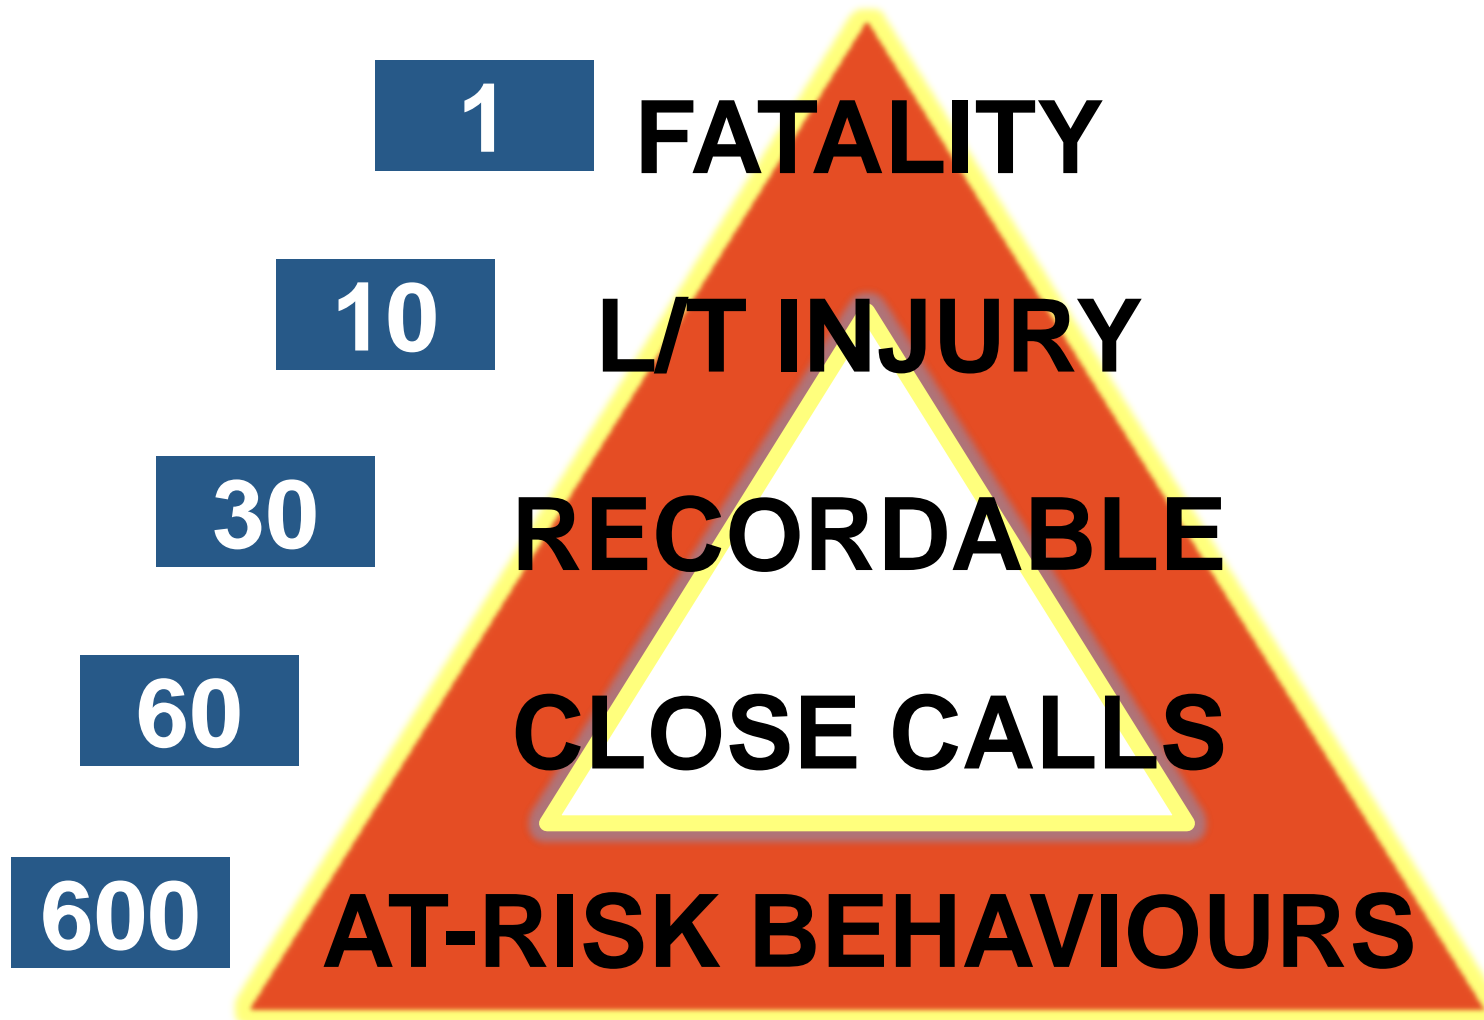 1 FATALITY
10 L/T INJURY
30 RECORDABLE
60 CLOSE CALLS
600 AT-RISK BEHAVIOURS